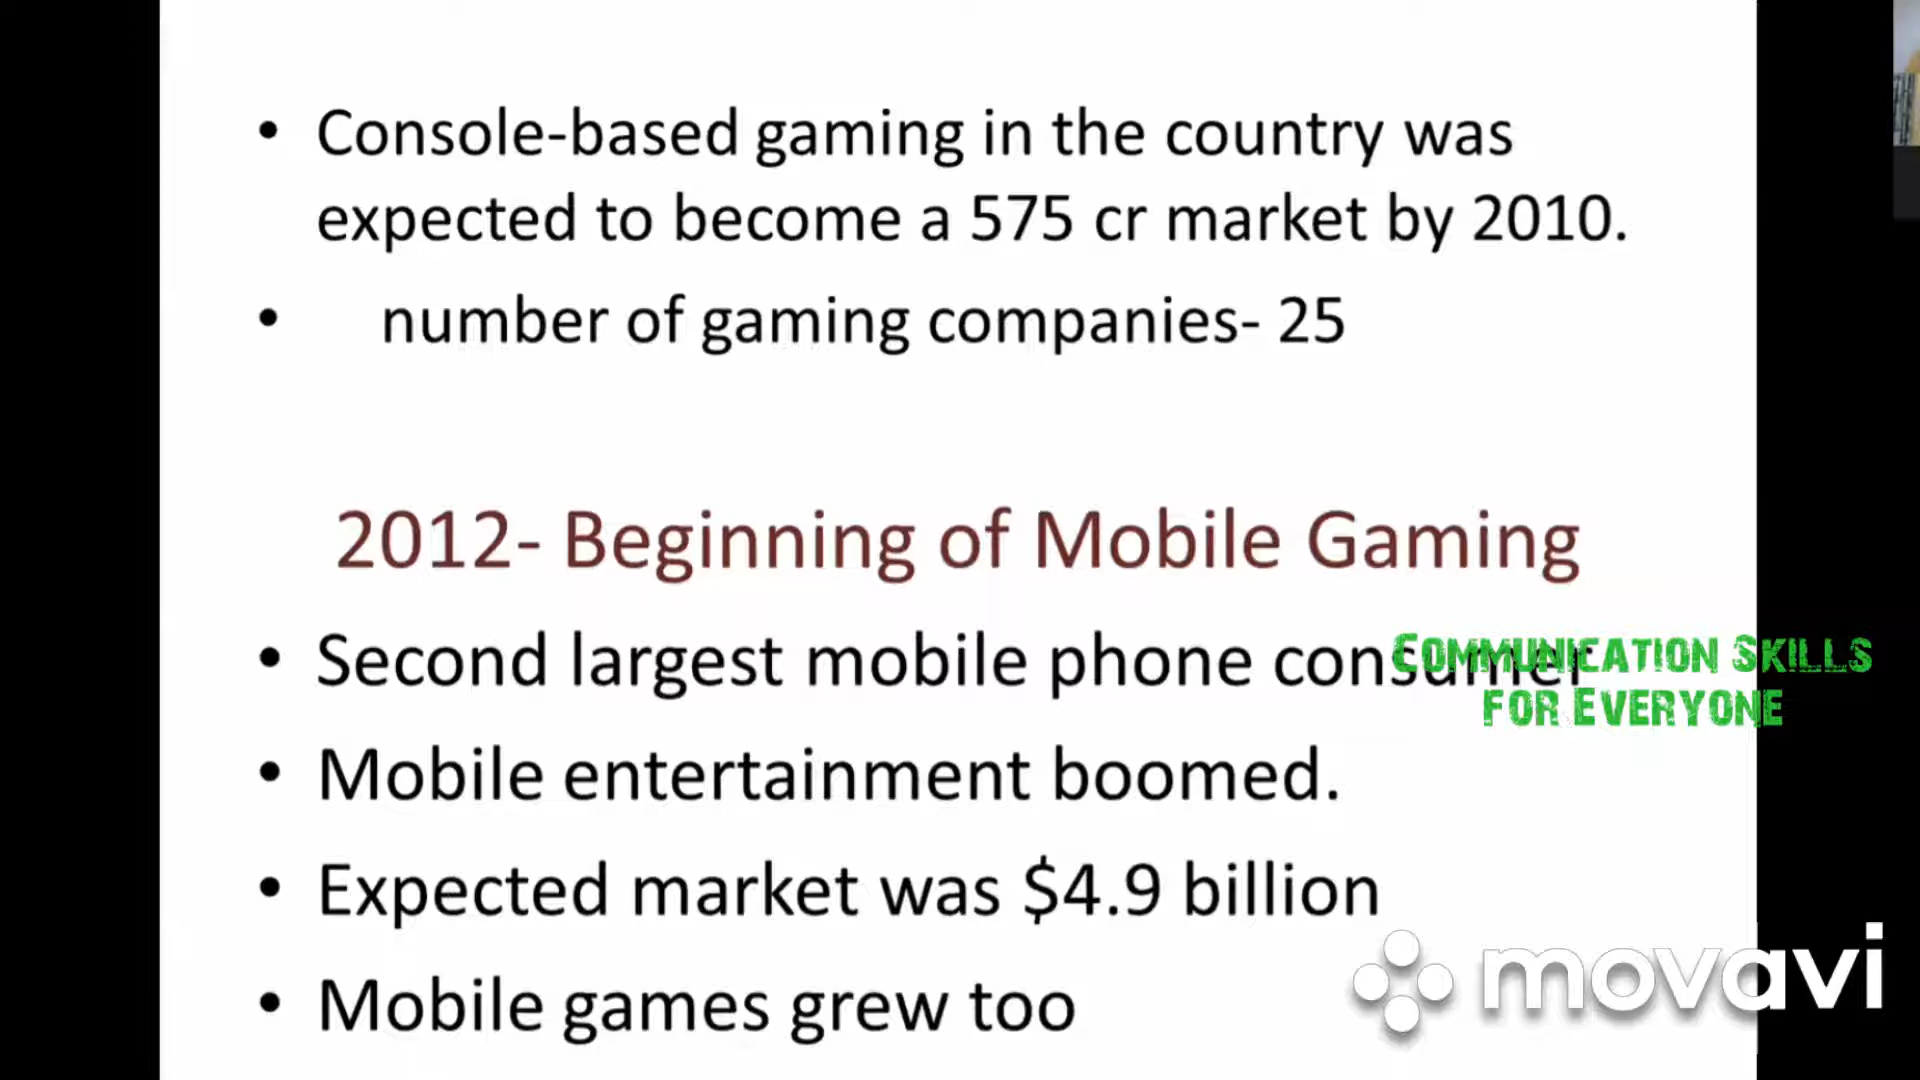 • Console-based gaming in the country was
expected to become a 575 cr market by 2010.
• number of gaming companies- 25
2012- Beginning of Mobile Gaming
• Second largest mobile phone consumer
COMMUNICATION SKILLS
FOR EVERYONE
• Mobile entertainment boomed.
• Expected market was $4.9 billion
• Mobile games grew too
movavi